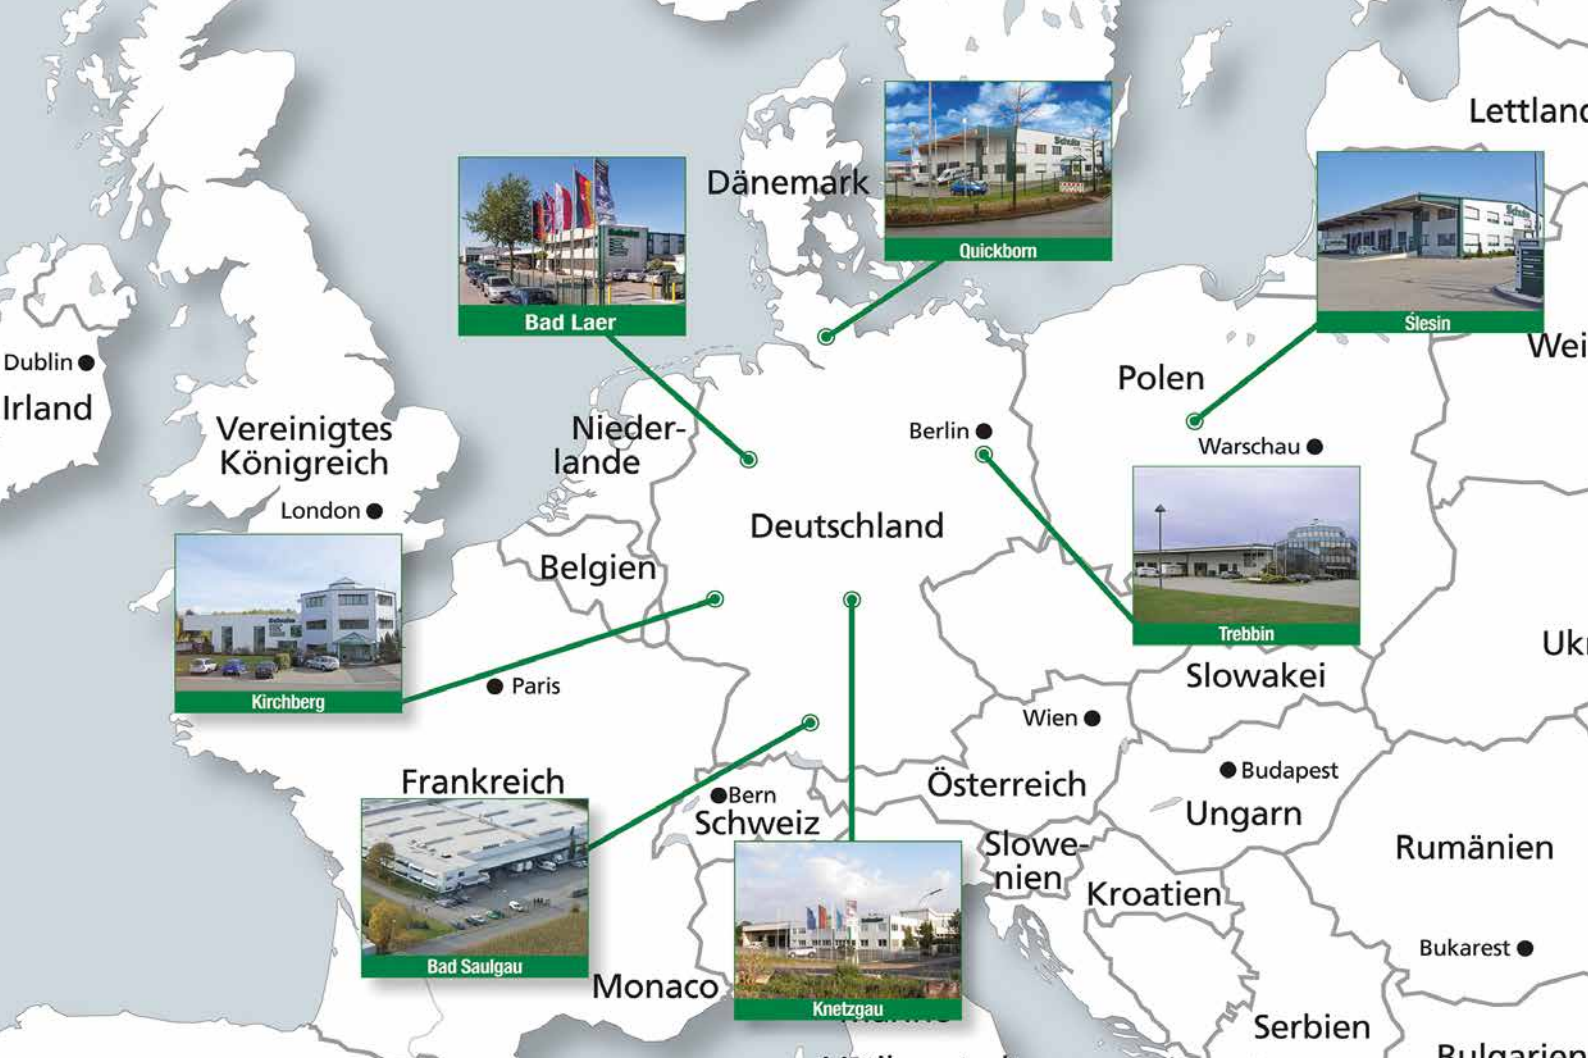 Lettland
Dänemark
Quickborn
Bad Laer
Ślesin
Dublin
Irland
Polen
Vereinigtes
Königreich
Nieder-
lande
Berlin
Warschau
London
Deutschland
Belgien
Trebbin
Kirchberg
Paris
Slowakei
Wien
Frankreich
Bern
Schweiz
Österreich
Budapest
Ungarn
Slowe-
nien
Kroatien
Rumänien
Bukarest
Bad Saulgau
Monaco
Knetzgau
Serbien
Bulgarien
Wei
Ukr